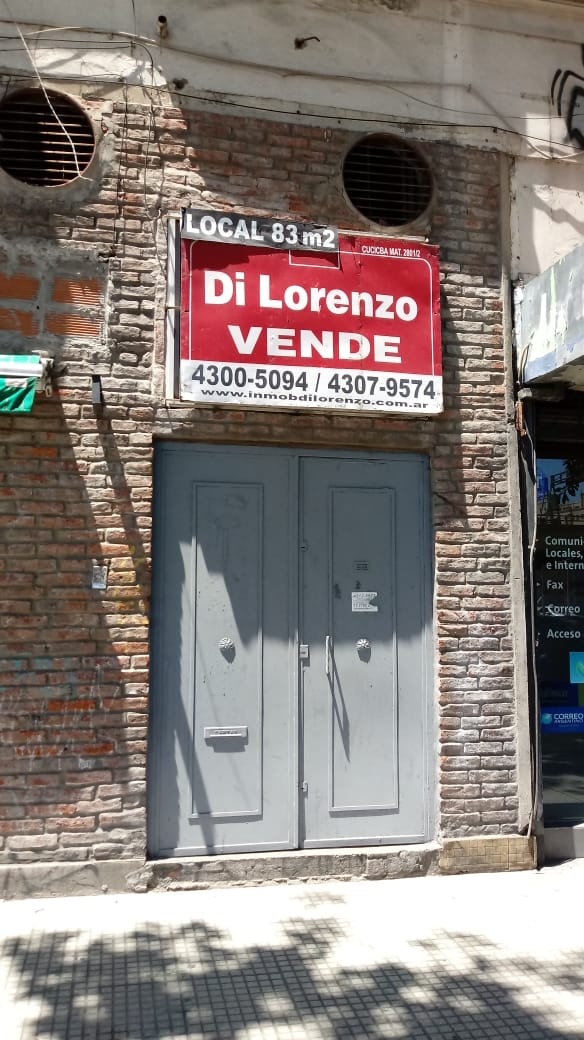 LOCAL 83 m2
CUCICBA MAT. 2801/2
Di Lorenzo
VENDE
4300-5094 / 4307-9574
www.inmobdilorenzo.com.ar
Locales,
e Intern
Fax
Correo
Acceso
CORREO
ARGENTINO